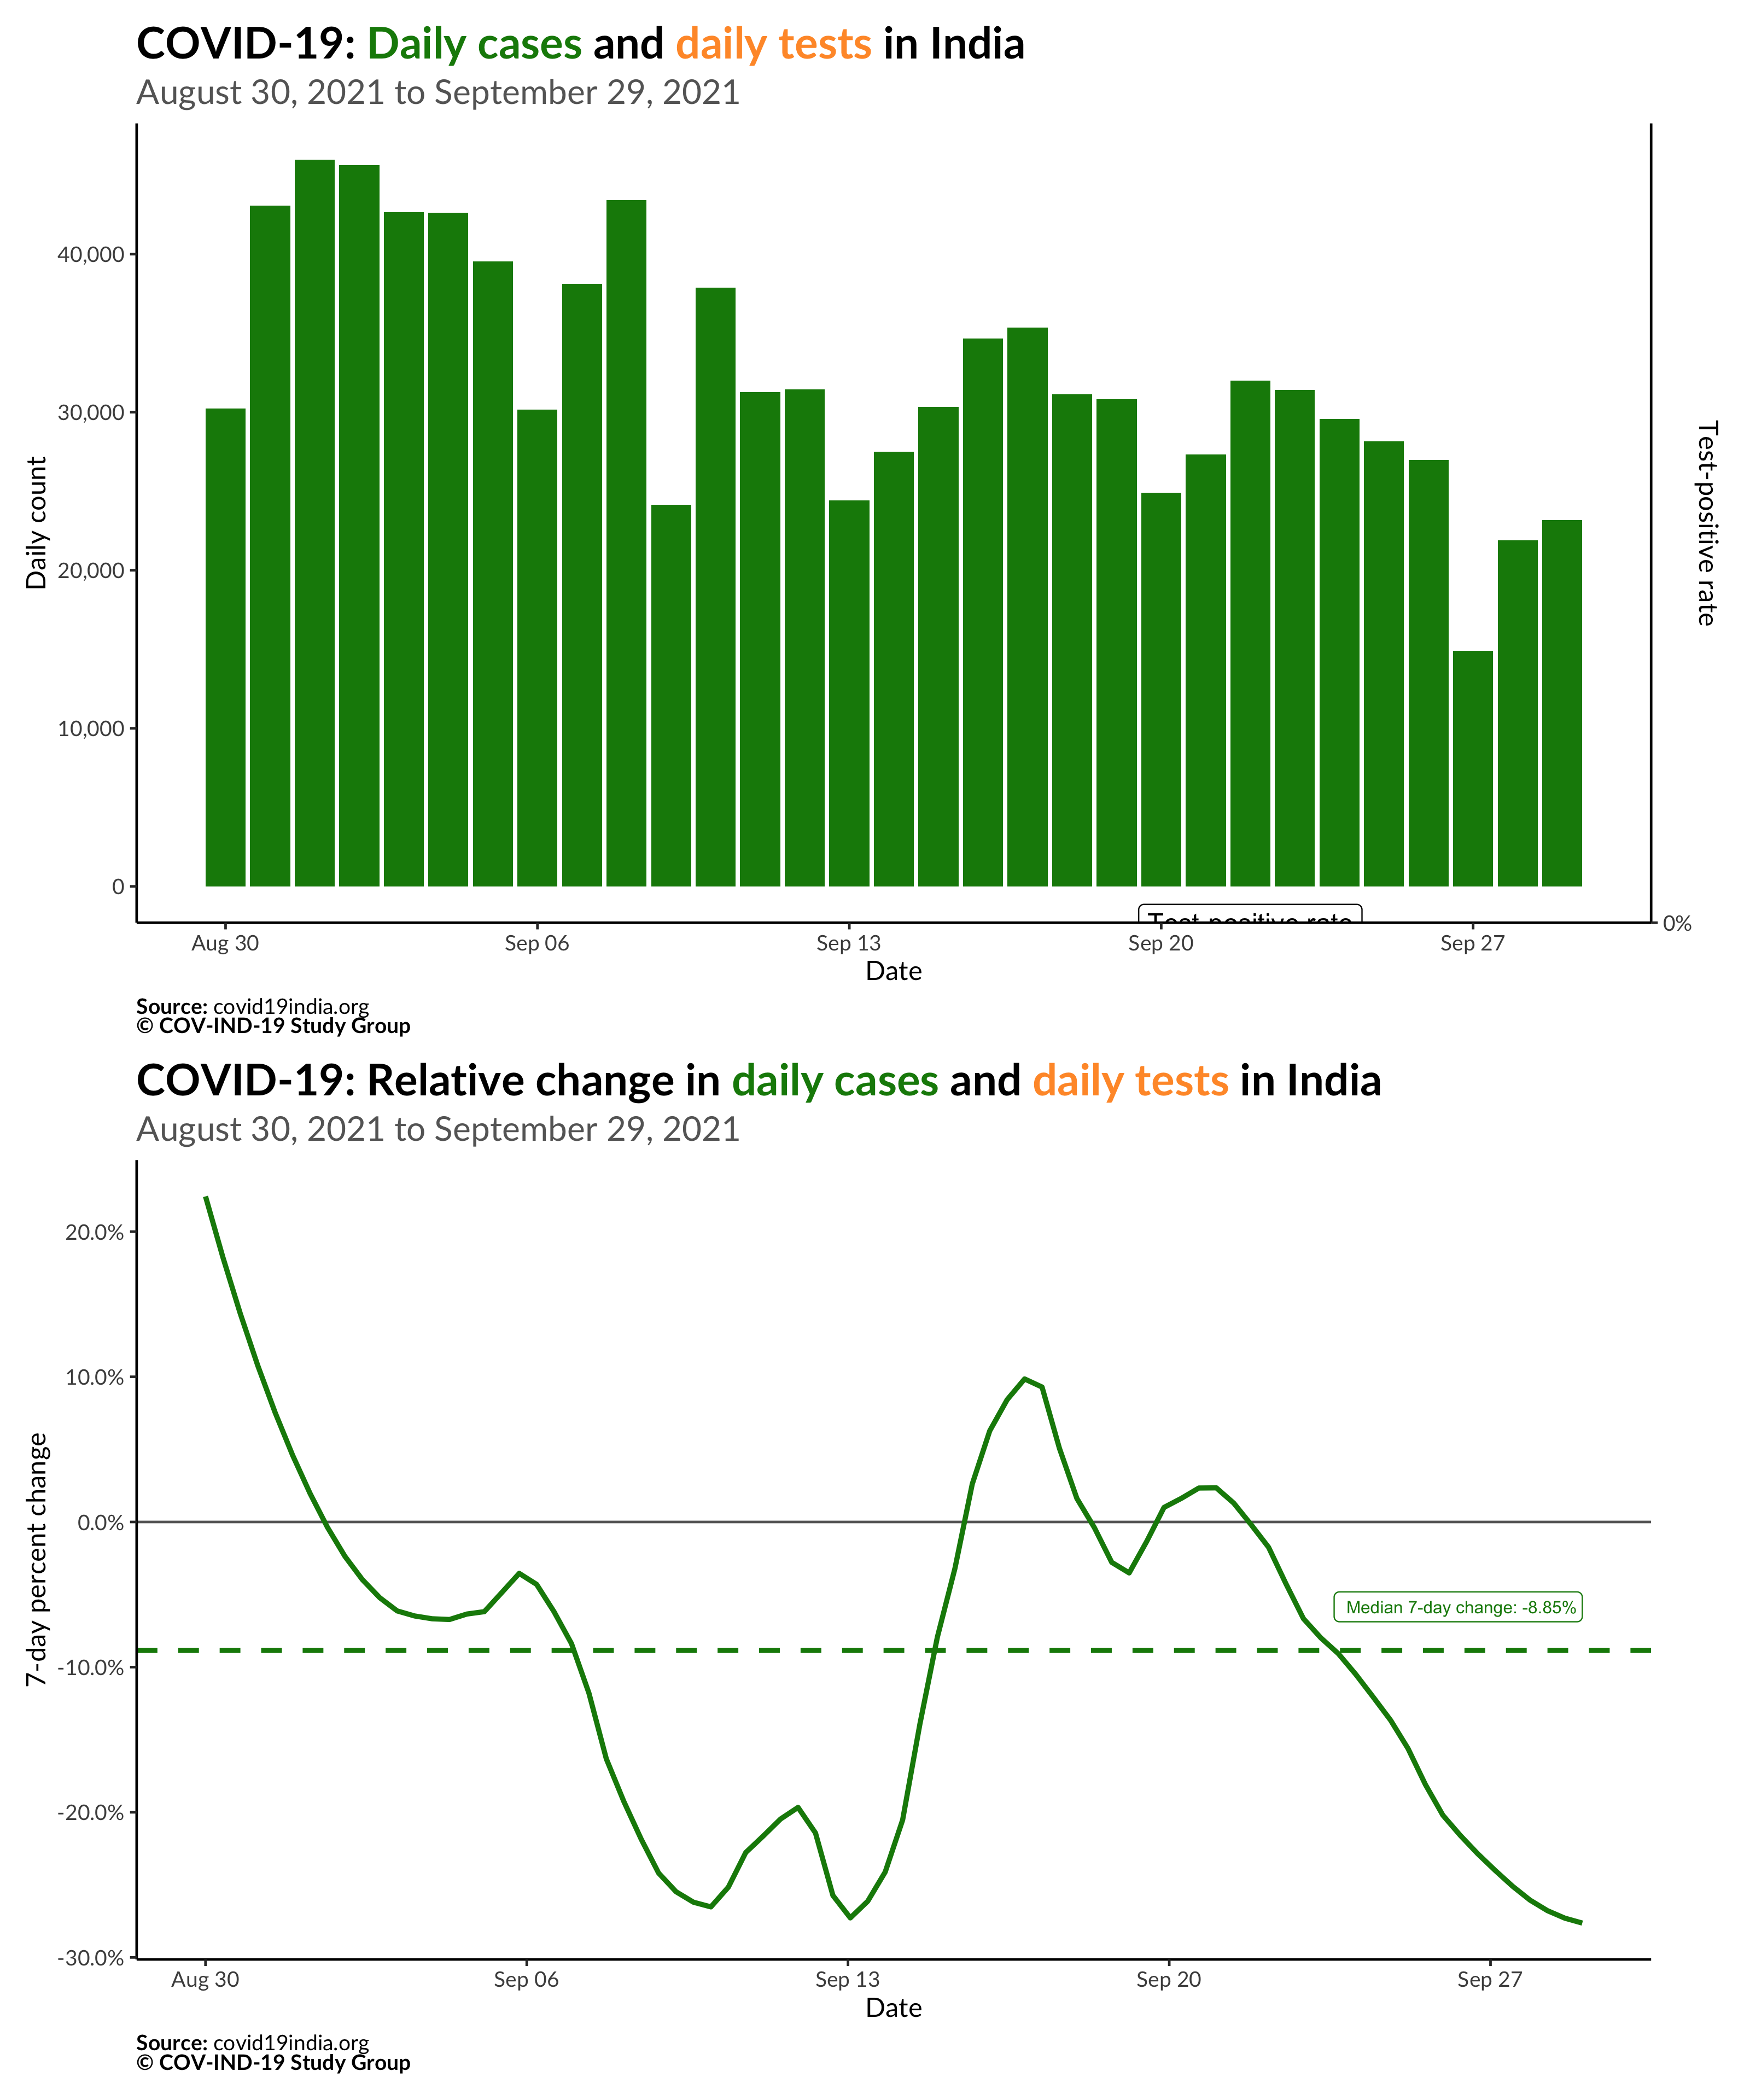 COVID-19: Daily cases and daily tests in India
August 30, 2021 to September 29, 2021
40,000
30,000
20,000
10,000
0
Daily count
Test-positive rate
Test-positive rate
0%
Aug 30
Sep 06
Sep 13
Sep 20
Sep 27
Date
Source: covid19india.org
© COV-IND-19 Study Group
COVID-19: Relative change in daily cases and daily tests in India
August 30, 2021 to September 29, 2021
20.0%
10.0%
0.0%
-10.0%
-20.0%
-30.0%
7-day percent change
Median 7-day change: -8.85%
Aug 30
Sep 06
Sep 13
Sep 20
Sep 27
Date
Source: covid19india.org
© COV-IND-19 Study Group